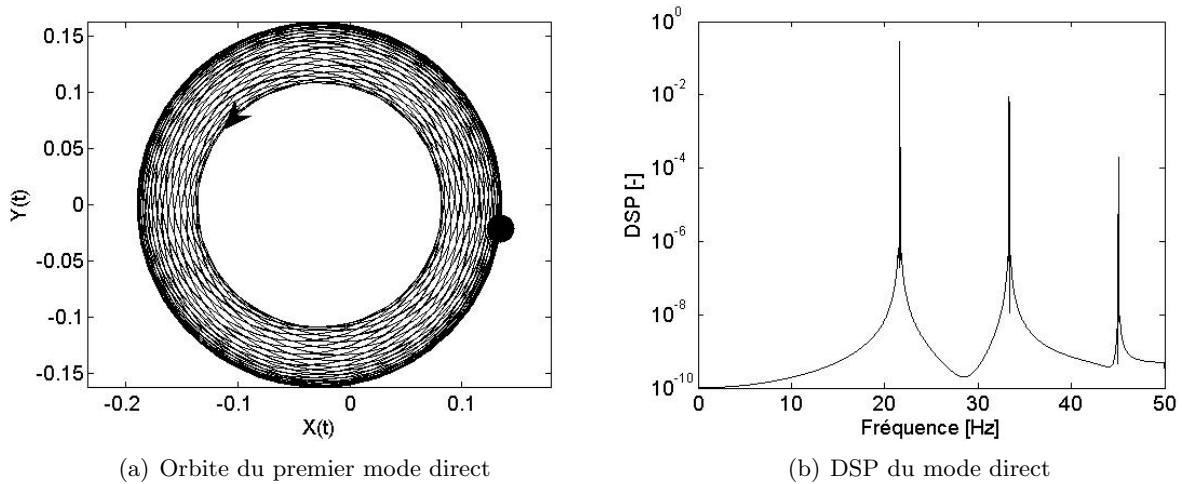 0.15
0.1
0.05
0
-0.05
-0.1
-0.15
Y(t)
-0.2 -0.1 0 0.1
X(t)
(a) Orbite du premier mode direct
10^0
10^-2
10^-4
10^-6
10^-8
10^-10
DSP [-]
0 10 20 30 40 50
Fréquence [Hz]
(b) DSP du mode direct